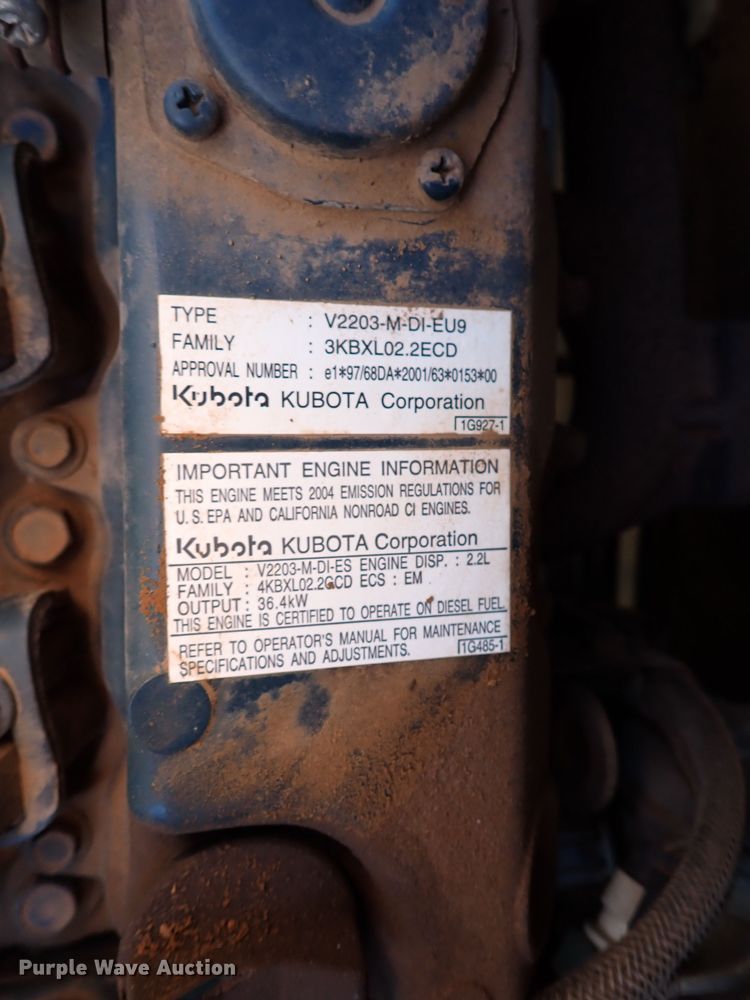 TYPE : V2203-M-DI-EU9
FAMILY : 3KBXL02.2ECD
APPROVAL NUMBER : e1*97/68DA*2001/63*0153*00
Kubota KUBOTA Corporation
1G927-1
IMPORTANT ENGINE INFORMATION
THIS ENGINE MEETS 2004 EMISSION REGULATIONS FOR
U.S. EPA AND CALIFORNIA NONROAD CI ENGINES.
Kubota KUBOTA Corporation
MODEL : V2203-M-DI-ES ENGINE DISP. : 2.2L
FAMILY : 4KBXL02.2GCD ECS : EM
OUTPUT : 36.4kW
THIS ENGINE IS CERTIFIED TO OPERATE ON DIESEL FUEL.
REFER TO OPERATOR'S MANUAL FOR MAINTENANCE
SPECIFICATIONS AND ADJUSTMENTS.
1G485-1
Purple Wave Auction